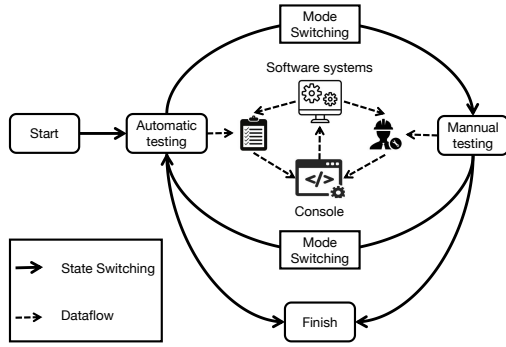 Mode
Switching
Software systems
Start
Automatic
testing
Mannual
testing
</>
Console
Mode
Switching
State Switching
Dataflow
Finish